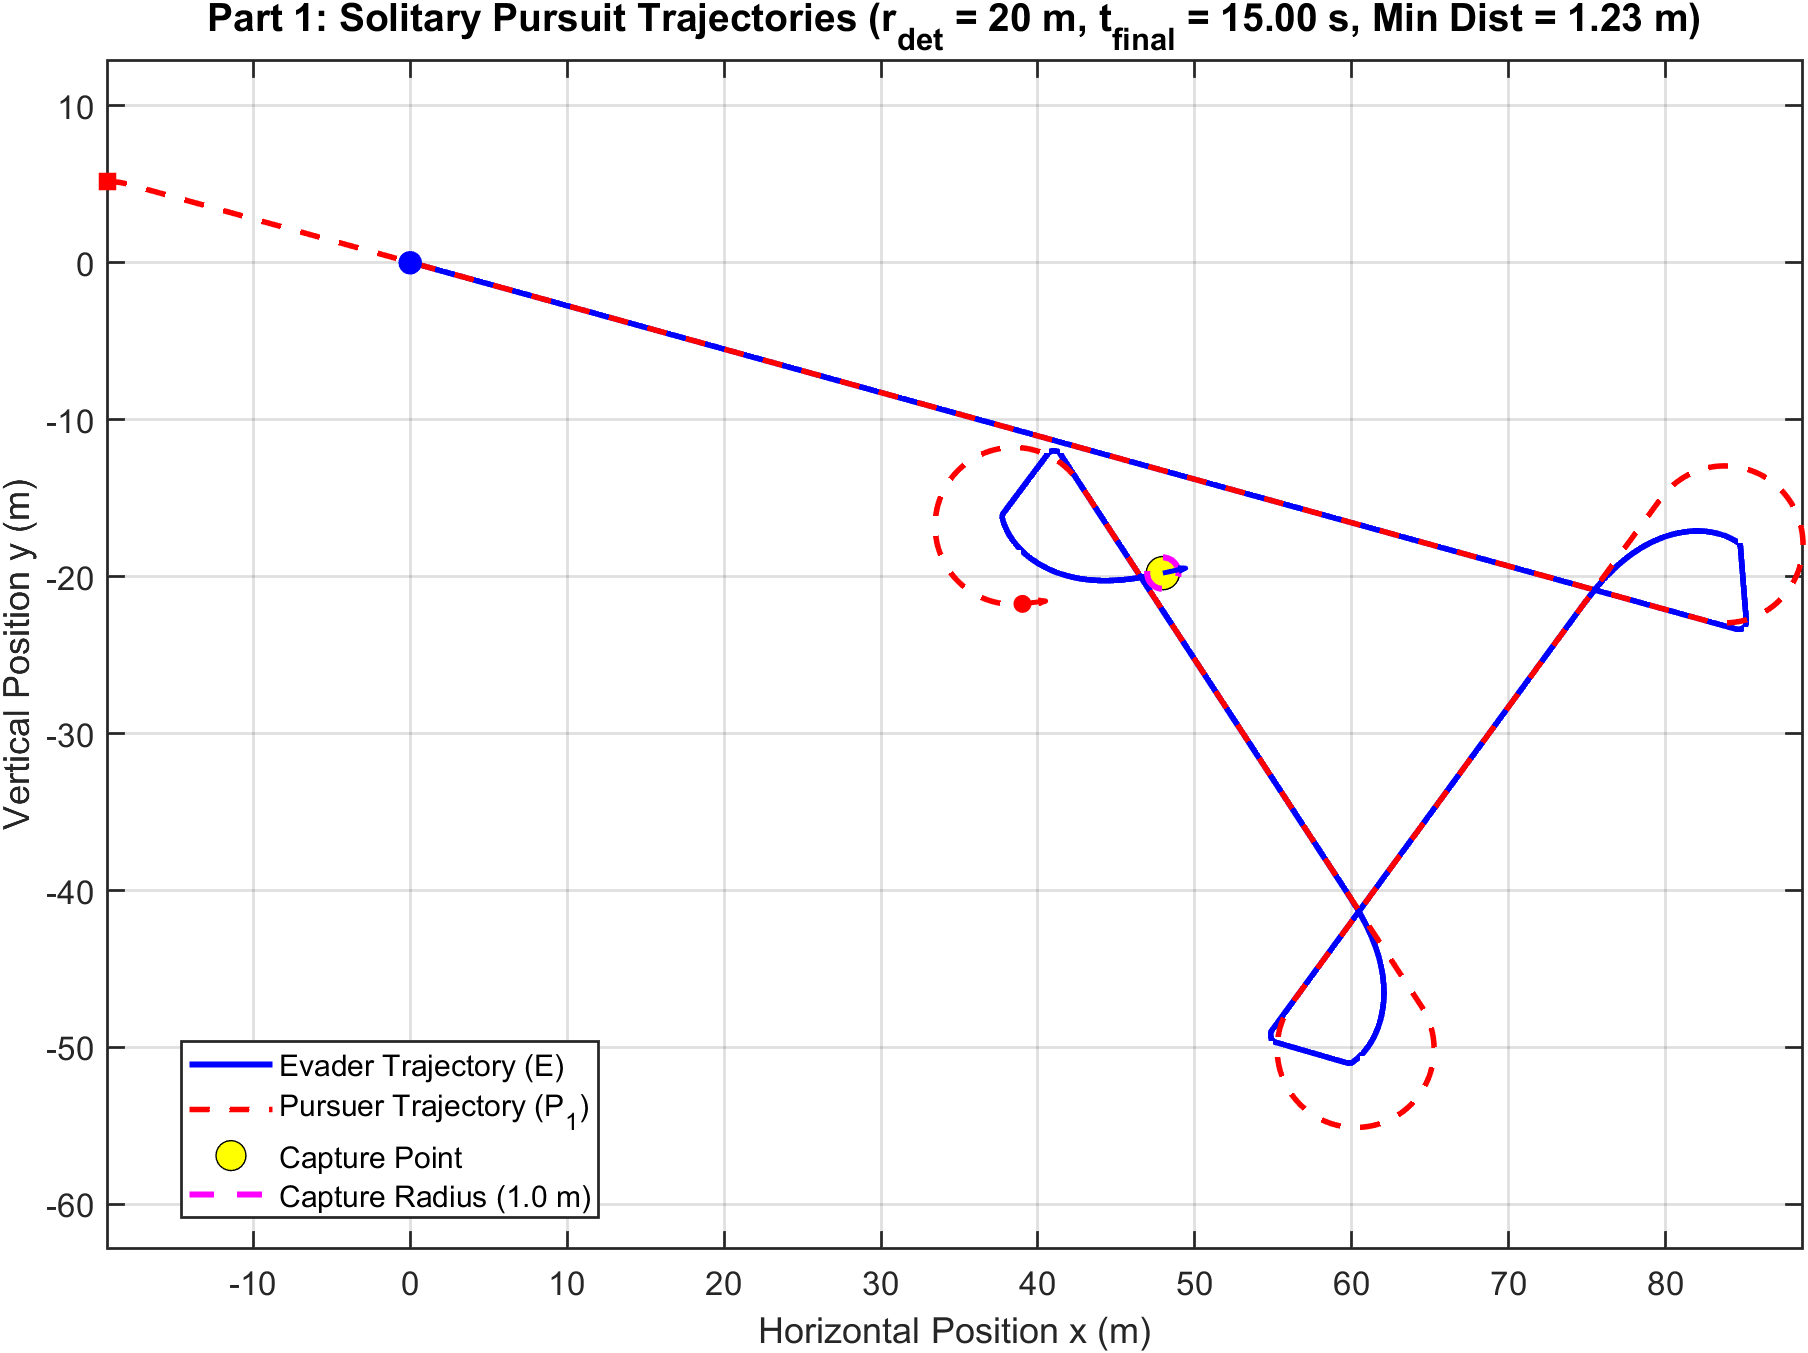 Part 1: Solitary Pursuit Trajectories (r_det = 20 m, t_final = 15.00 s, Min Dist = 1.23 m)
Vertical Position y (m)
10
0
-10
-20
-30
-40
-50
-60
Evader Trajectory (E)
Pursuer Trajectory (P_1)
Capture Point
Capture Radius (1.0 m)
-10 0 10 20 30 40 50 60 70 80
Horizontal Position x (m)